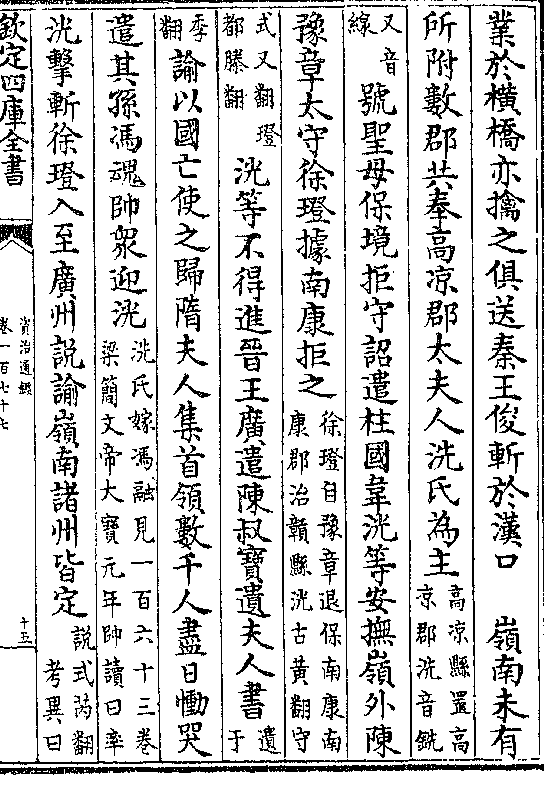 業於橫橋亦擒之俱送秦王俊斬於漢口　嶺南未有
所附數郡共奉高凉郡太夫人洗氏為主
高凉縣置高
凉郡洗音銑
又音
線
號聖母保境拒守詔遣柱國韋洸等安撫嶺外陳
豫章太守徐璒據南康拒之
徐璒自豫章退保南康南
康郡治贛縣洸古黄翻守
式又翻璒
都滕翻
洸等不得進晉王廣遣陳叔寶遺夫人書
遺于
季
翻
諭以國亡使之歸隋夫人集首領數千人盡日慟哭
遣其孫馮魂帥衆迎洸
洗氏嫁馮融見一百六十三卷
梁簡文帝大寶元年帥讀曰率
洸擊斬徐璒入至廣州說諭嶺南諸州皆定
說式芮翻
考異曰
欽定四庫全書
資治通鑑
卷一百七十七
十五